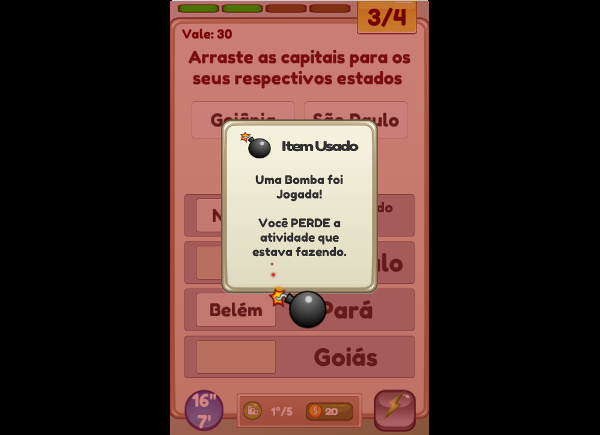 3/4
Vale: 30
Arraste as capitais para os
seus respectivos estados
Goiânia São Paulo
Item Usado
Uma Bomba foi
Jogada!
Você PERDE a
atividade que
estava fazendo.
Belém Pará
Goiás
16"
7'
1º/5
20